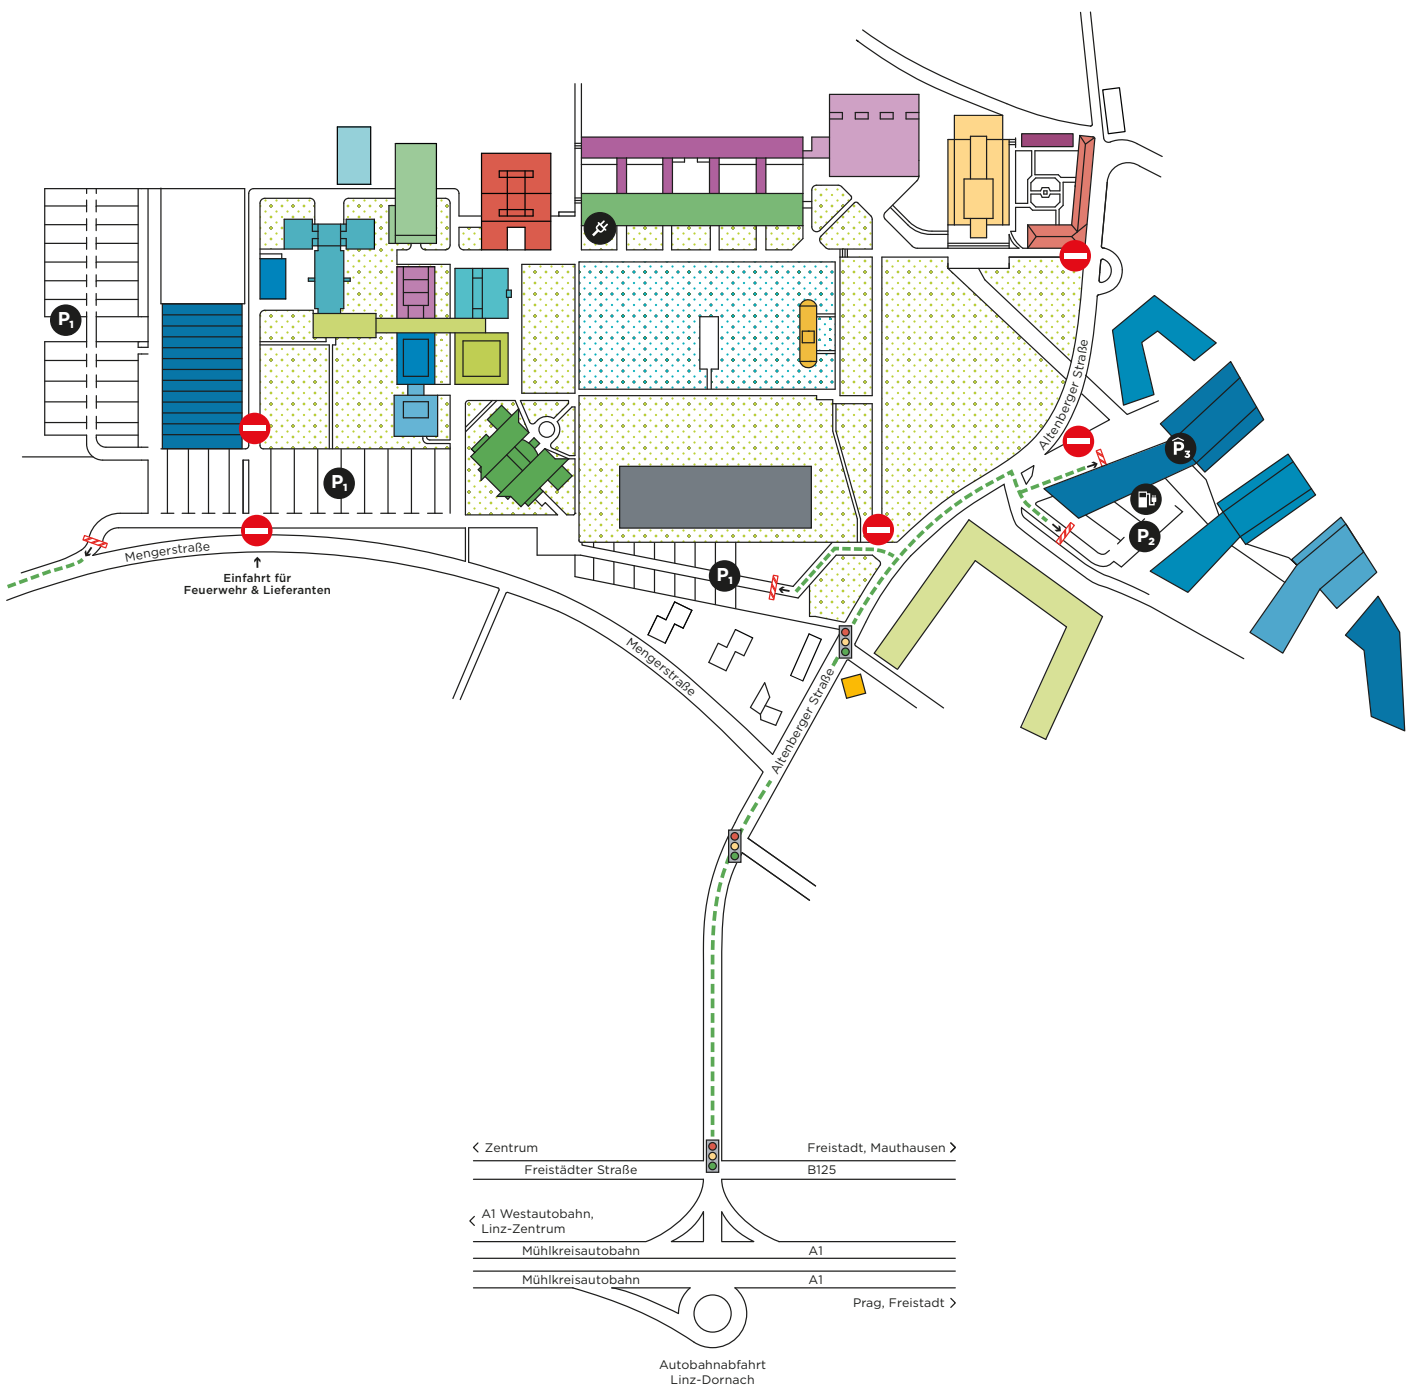 P1
Altenberger Straße
P3
P1
P2
Mengerstraße
P1
Einfahrt für
Feuerwehr & Lieferanten
Mengerstraße
Altenberger Straße
Zentrum
Freistadt, Mauthausen
Freistädter Straße
B125
A1 Westautobahn,
Linz-Zentrum
Mühlkreisautobahn
A1
Mühlkreisautobahn
A1
Prag, Freistadt
Autobahnabfahrt
Linz-Dornach